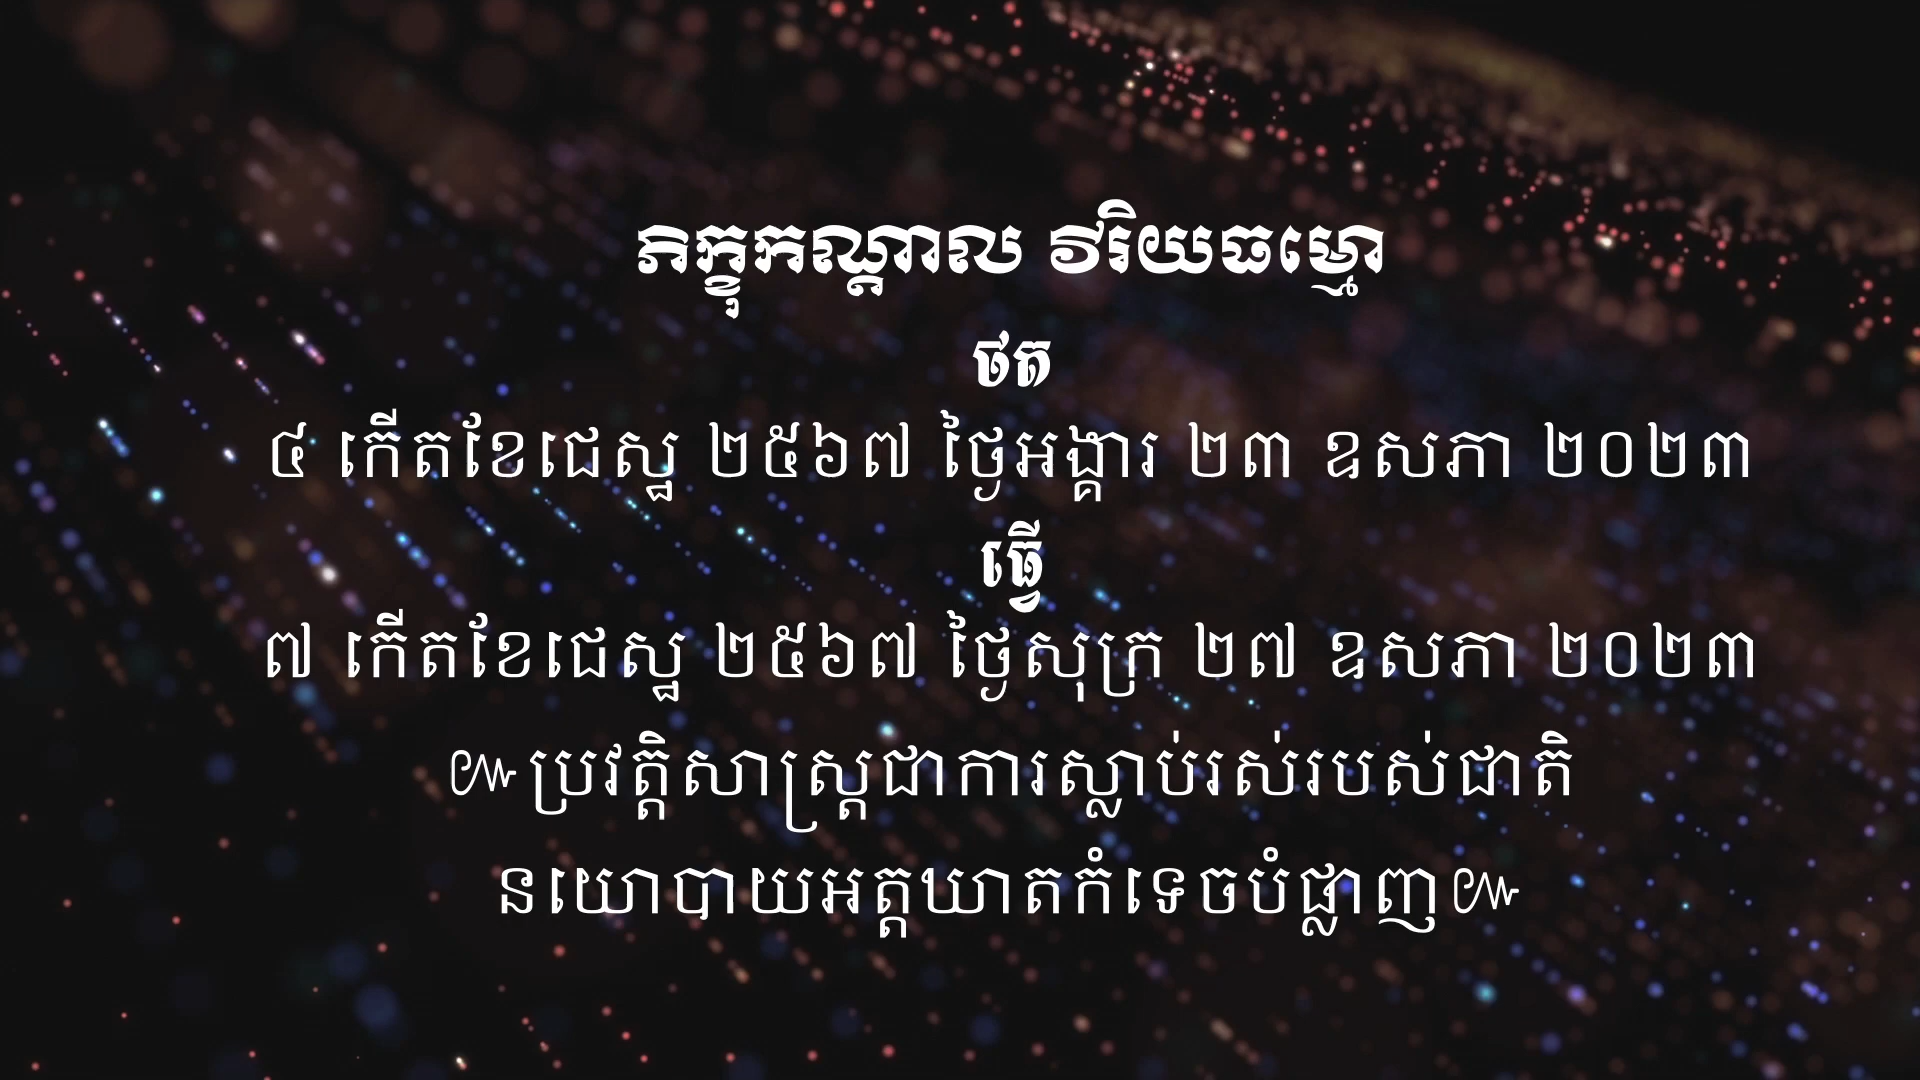 ភិក្ខុកណ្ដាល វីរិយធម្មោ
ថត
៤ កើតខែជេស្ឋ ២៥៦៧ ថ្ងៃអង្គារ ២៣ ឧសភា ២០២៣
ធ្វើ
៧ កើតខែជេស្ឋ ២៥៦៧ ថ្ងៃសុក្រ ២៧ ឧសភា ២០២៣
៚ប្រវត្តិសាស្ត្រជាការស្លាប់រស់របស់ជាតិ
នយោបាយអត្តឃាតកំទេចបំផ្លាញ៚